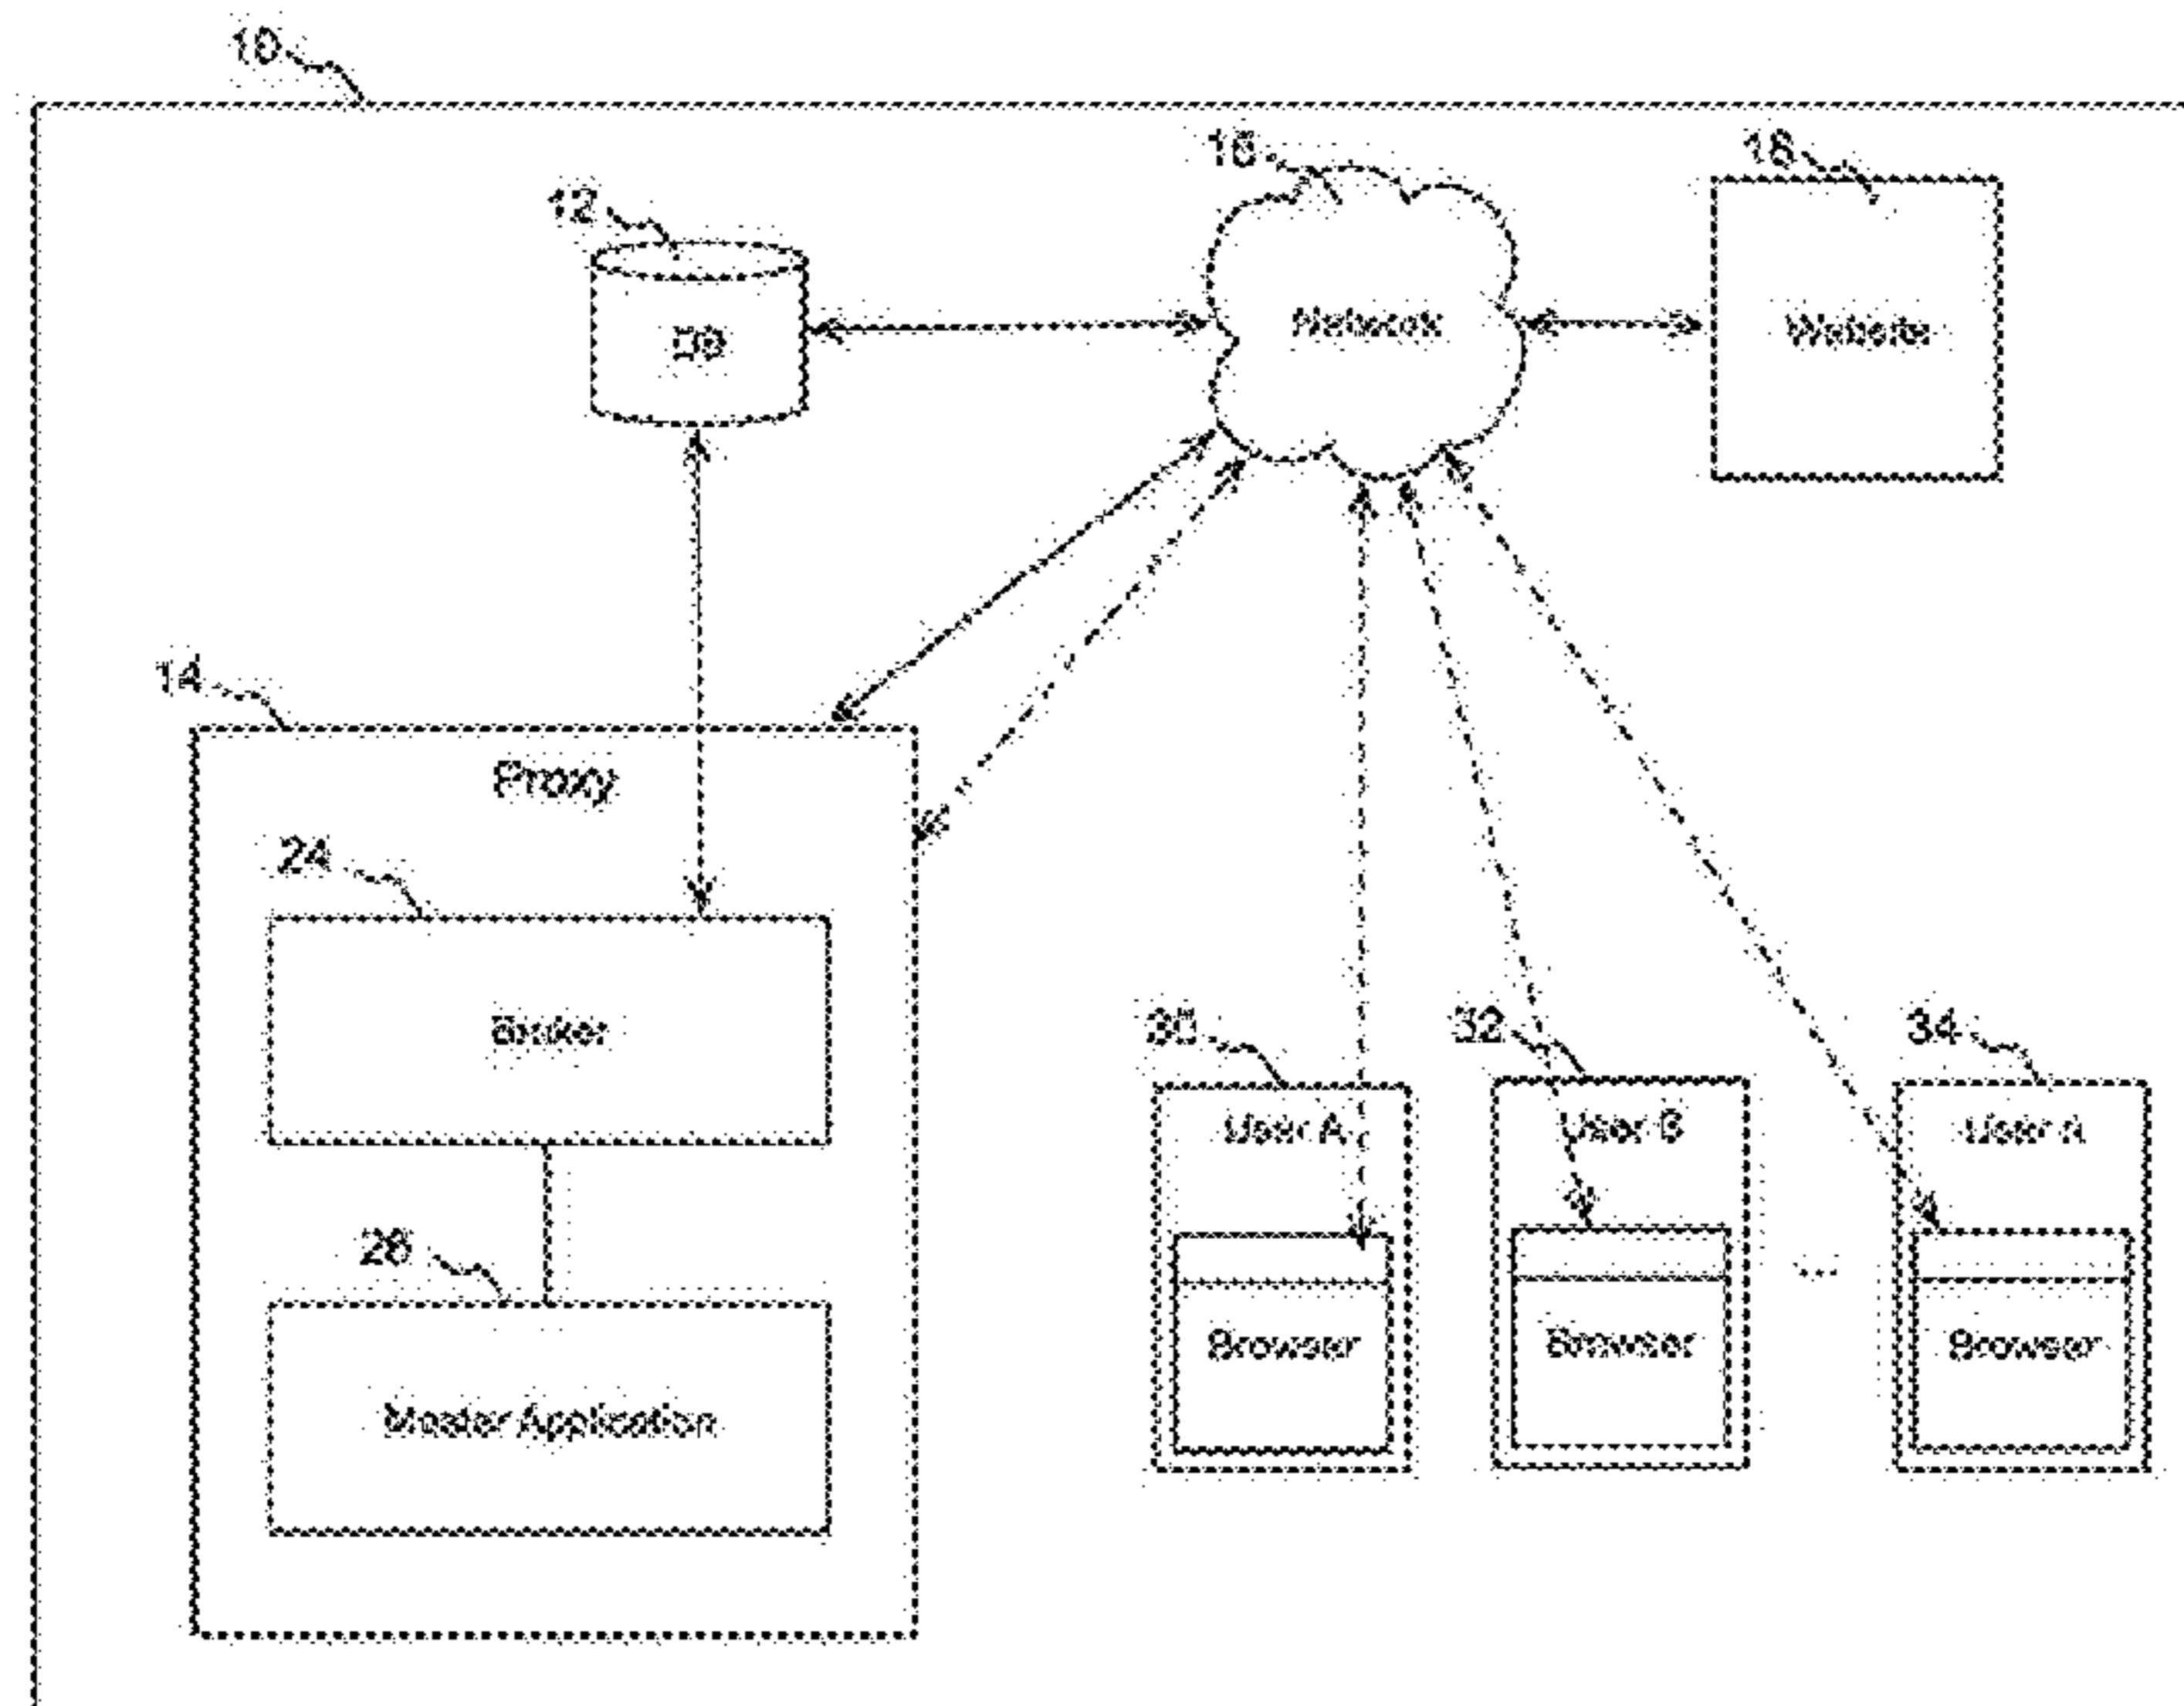 10
12
16
18
DB
Network
Website
14
Proxy
24
Broker
30
32
34
User A
User B
26
Browser
Browser
Browser
Master Application
...